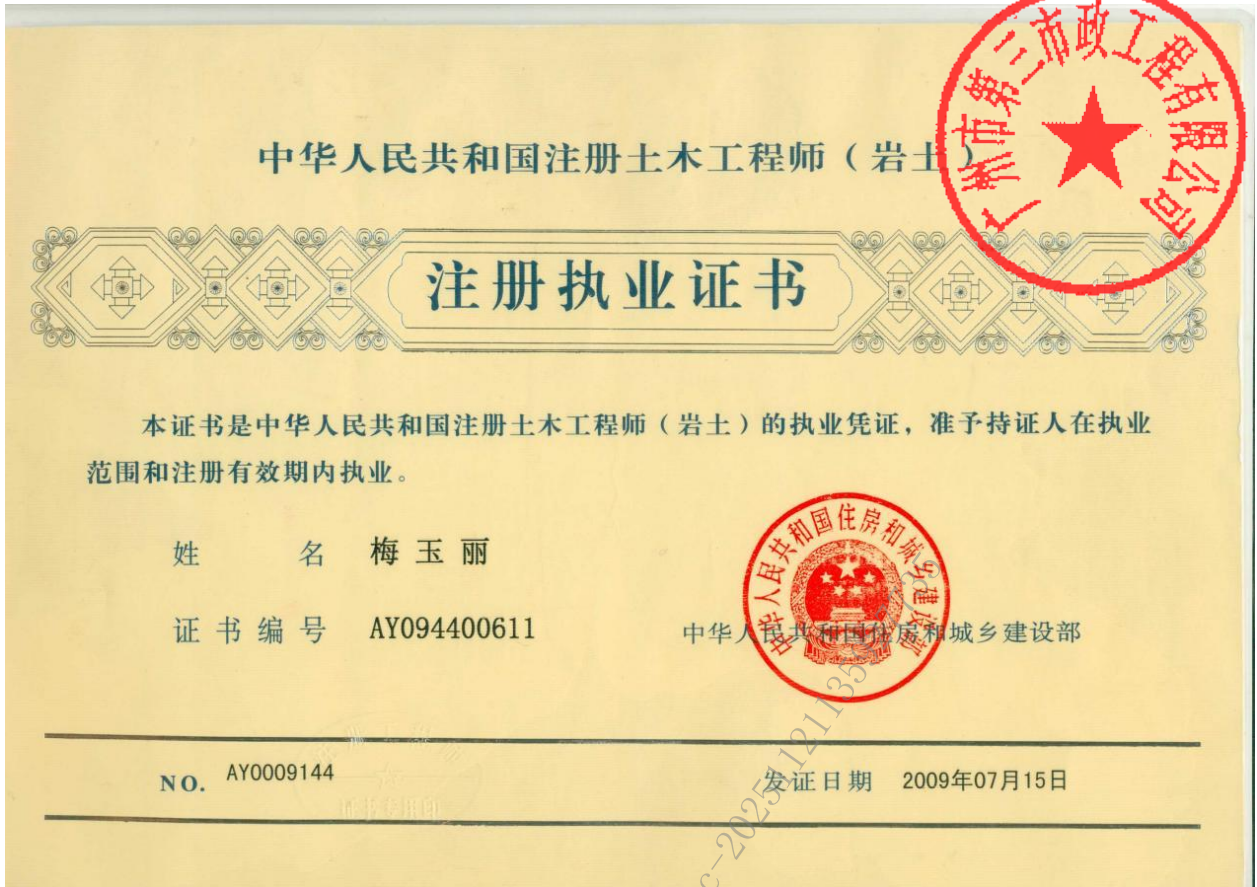 广州市第三市政工程有限公司
中华人民共和国注册土木工程师（岩土）
注册执业证书
本证书是中华人民共和国注册土木工程师（岩土）的执业凭证，准予持证人在执业
范围和注册有效期内执业。
姓 名 梅玉丽
中华人民共和国住房和城乡建设部
证书编号 AY094400611
中华人民共和国住房和城乡建设部
NO. AY0009144
发证日期 2009年07月15日